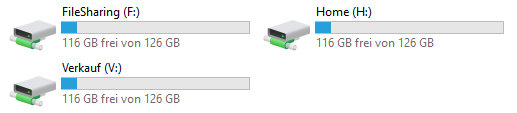 FileSharing (F:)
116 GB frei von 126 GB
Home (H:)
116 GB frei von 126 GB
Verkauf (V:)
116 GB frei von 126 GB